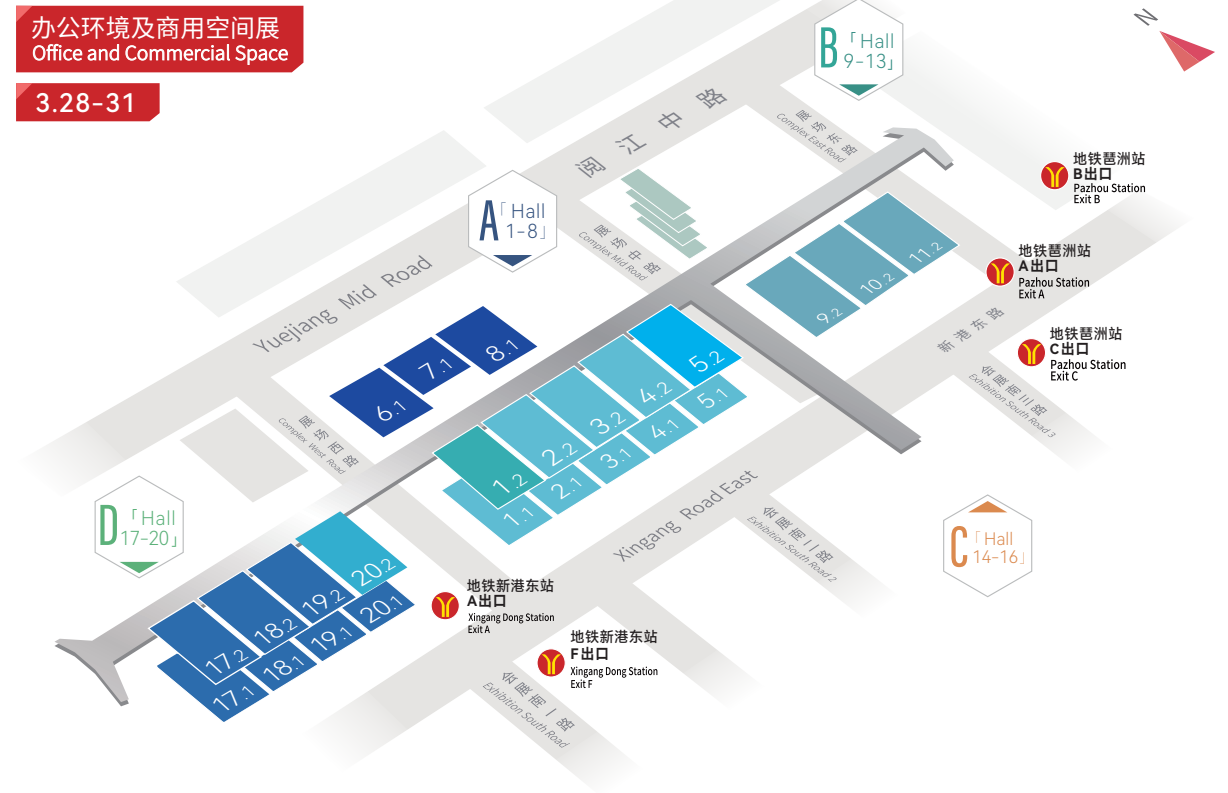 办公环境及商用空间展
Office and Commercial Space
3.28-31
N
B「Hall
9-13」
阅江中路
展场东路
Complex East Road
地铁琶洲站
B出口
Pazhou Station
Exit B
A「Hall
1-8」
展场中路
Complex Mid Road
地铁琶洲站
A出口
Pazhou Station
Exit A
Yuejiang Mid Road
11.2
10.2
9.2
新港东路
地铁琶洲站
C出口
Pazhou Station
Exit C
会展南三路
Exhibition South Road 3
8.1
7.1
6.1
5.2
4.2
3.2
2.2
1.2
5.1
4.1
3.1
2.1
1.1
展场西路
Complex West Road
D「Hall
17-20」
Xingang Road East
会展南二路
Exhibition South Road 2
C「Hall
14-16」
20.2
19.2
18.2
17.2
20.1
19.1
18.1
17.1
地铁新港东站
A出口
Xingang Dong Station
Exit A
地铁新港东站
F出口
Xingang Dong Station
Exit F
会展南一路
Exhibition South Road